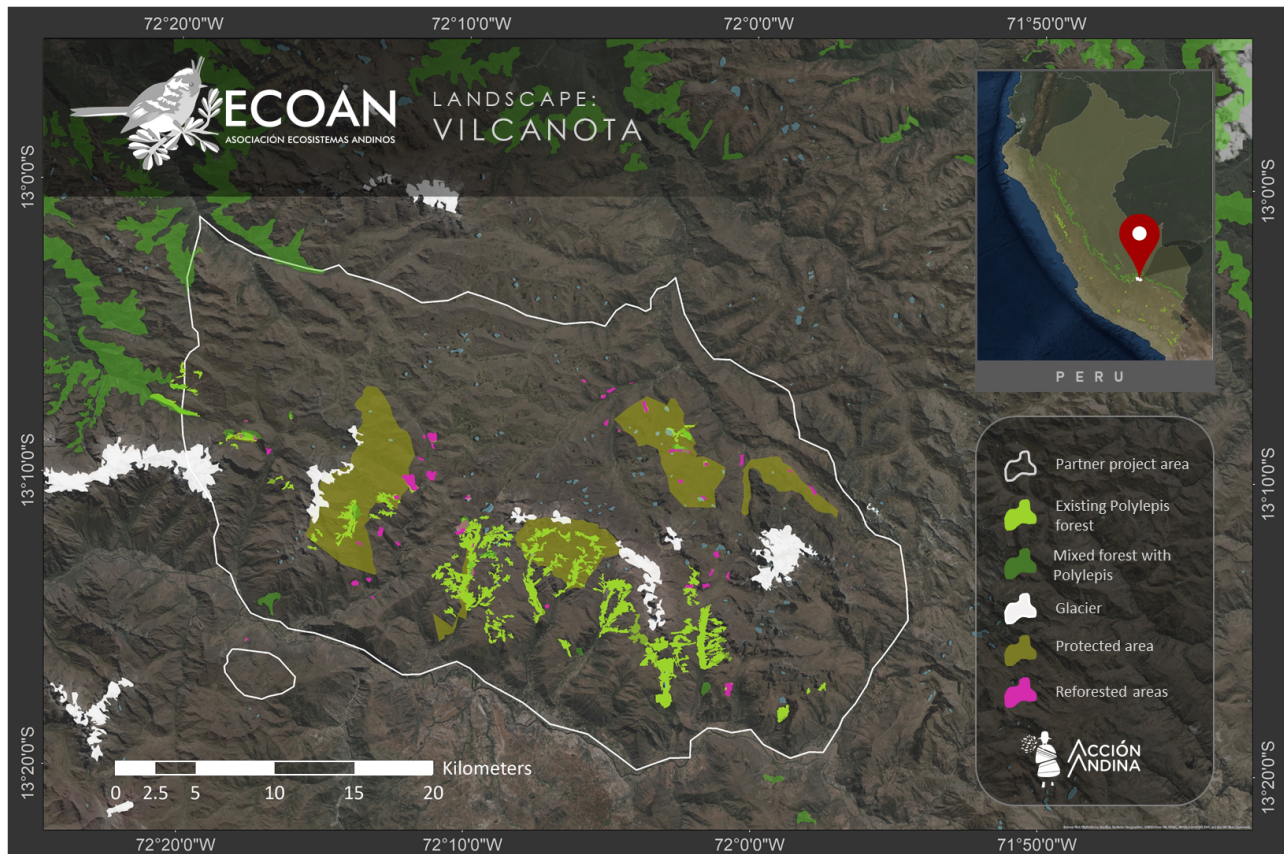 72°20'0"W
72°10'0"W
72°0'0"W
71°50'0"W
ECOAN
ASOCIACIÓN ECOSISTEMAS ANDINOS
LANDSCAPE:
VILCANOTA
13°0'0"S
13°0'0"S
PERU
13°10'0"S
13°10'0"S
Partner project area
Existing Polylepis
forest
Mixed forest with
Polylepis
Glacier
Protected area
Reforested areas
ACCIÓN
ANDINA
13°20'0"S
13°20'0"S
Kilometers
0 2.5 5 10 15 20
72°20'0"W
72°10'0"W
72°0'0"W
71°50'0"W